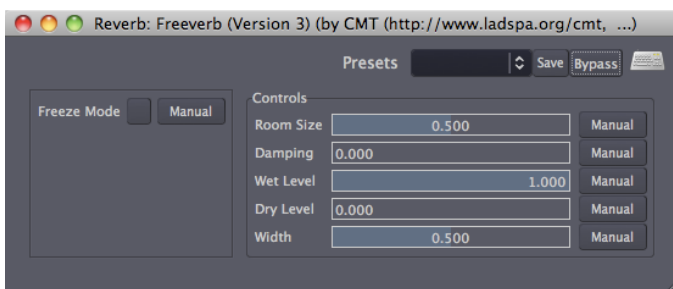 Reverb: Freeverb (Version 3) (by CMT (http://www.ladspa.org/cmt, ...)
Presets Save Bypass
Freeze Mode Manual
Controls
Room Size 0.500 Manual
Damping 0.000 Manual
Wet Level 1.000 Manual
Dry Level 0.000 Manual
Width 0.500 Manual